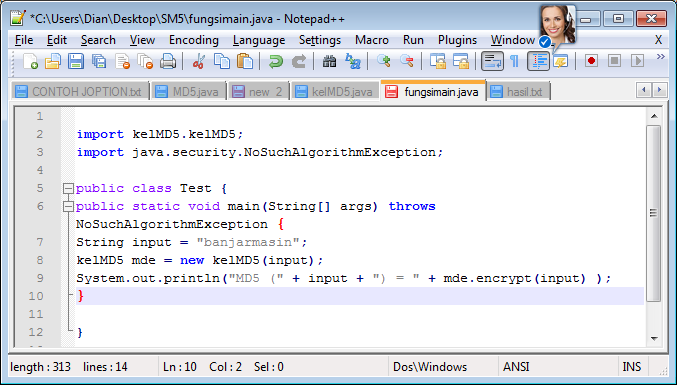 *C:\Users\Dian\Desktop\SM5\fungsimain.java - Notepad++
File Edit Search View Encoding Language Settings Macro Run Plugins Window X
CONTOH JOPTION.txt MD5.java new 2 kelMD5.java fungsimain.java hasil.txt
1
2 import kelMD5.kelMD5;
3 import java.security.NoSuchAlgorithmException;
4
5 public class Test {
6 public static void main(String[] args) throws
NoSuchAlgorithmException {
7 String input = "banjarmasin";
8 kelMD5 mde = new kelMD5(input);
9 System.out.println("MD5 (" + input + ") = " + mde.encrypt(input) );
10 }
11
12 }
length : 313 lines : 14 Ln : 10 Col : 2 Sel : 0 Dos\Windows ANSI INS